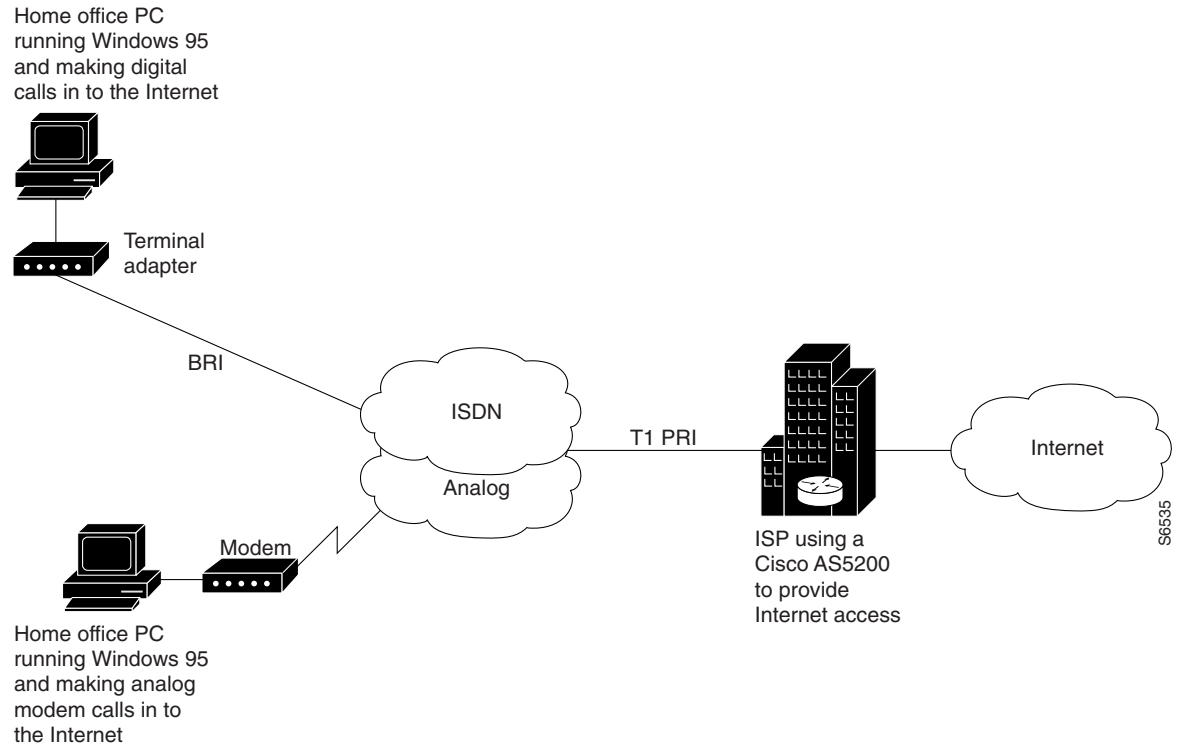 Home office PC
running Windows 95
and making digital
calls in to the Internet
Terminal
adapter
BRI
ISDN
T1 PRI
Internet
Analog
S6535
Modem
ISP using a
Cisco AS5200
to provide
Internet access
Home office PC
running Windows 95
and making analog
modem calls in to
the Internet